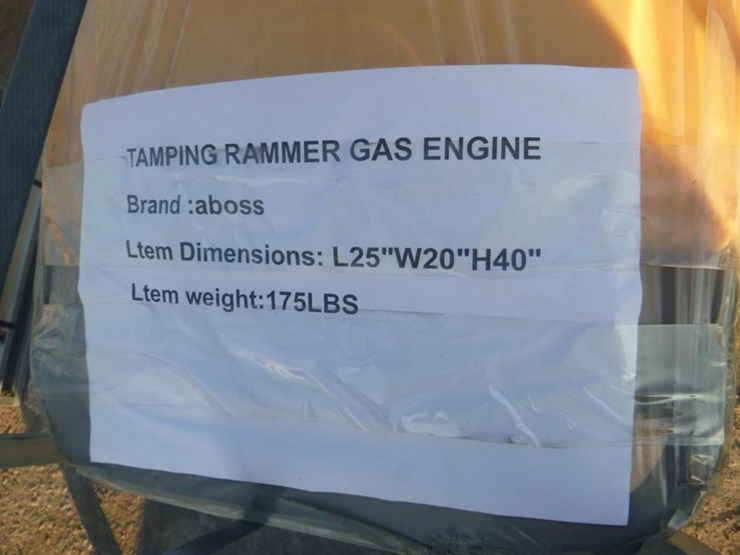 TAMPING RAMMER GAS ENGINE
Brand :aboss
Ltem Dimensions: L25"W20"H40"
Ltem weight:175LBS